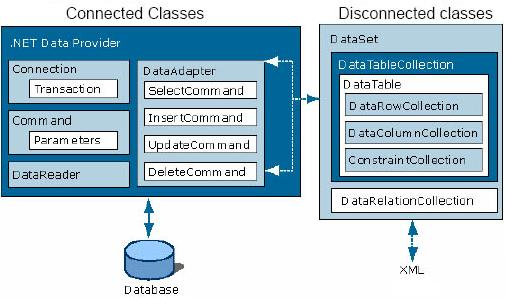 Connected Classes
Disconnected classes
.NET Data Provider
Connection
Transaction
Command
Parameters
DataReader
DataAdapter
SelectCommand
InsertCommand
UpdateCommand
DeleteCommand
DataSet
DataTableCollection
DataTable
DataRowCollection
DataColumnCollection
ConstraintCollection
DataRelationCollection
Database
XML